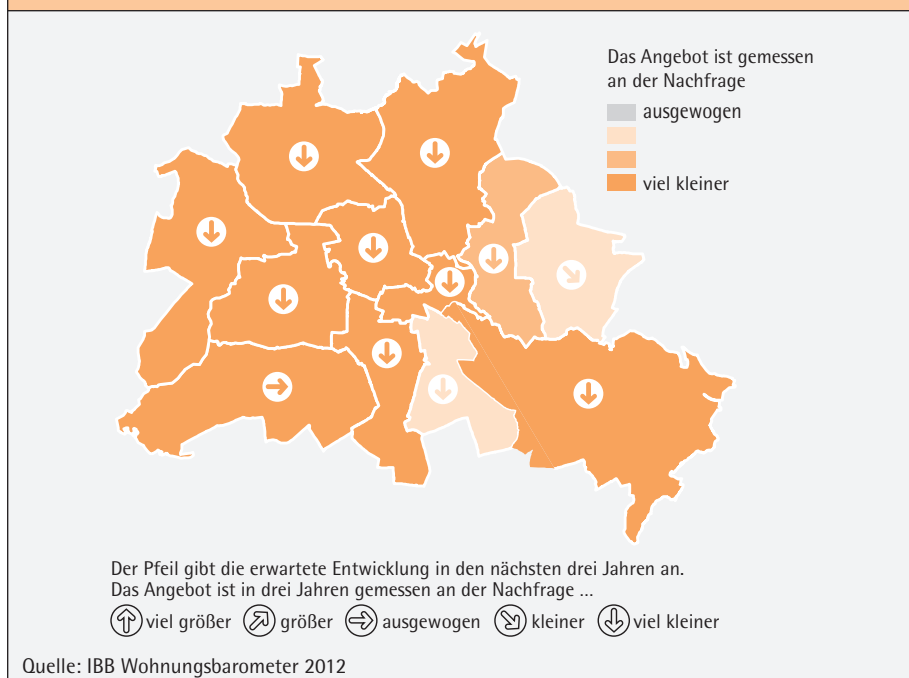 Das Angebot ist gemessen
an der Nachfrage
ausgewogen
viel kleiner
Der Pfeil gibt die erwartete Entwicklung in den nächsten drei Jahren an.
Das Angebot ist in drei Jahren gemessen an der Nachfrage ...
viel größer größer ausgewogen kleiner viel kleiner
Quelle: IBB Wohnungsbarometer 2012